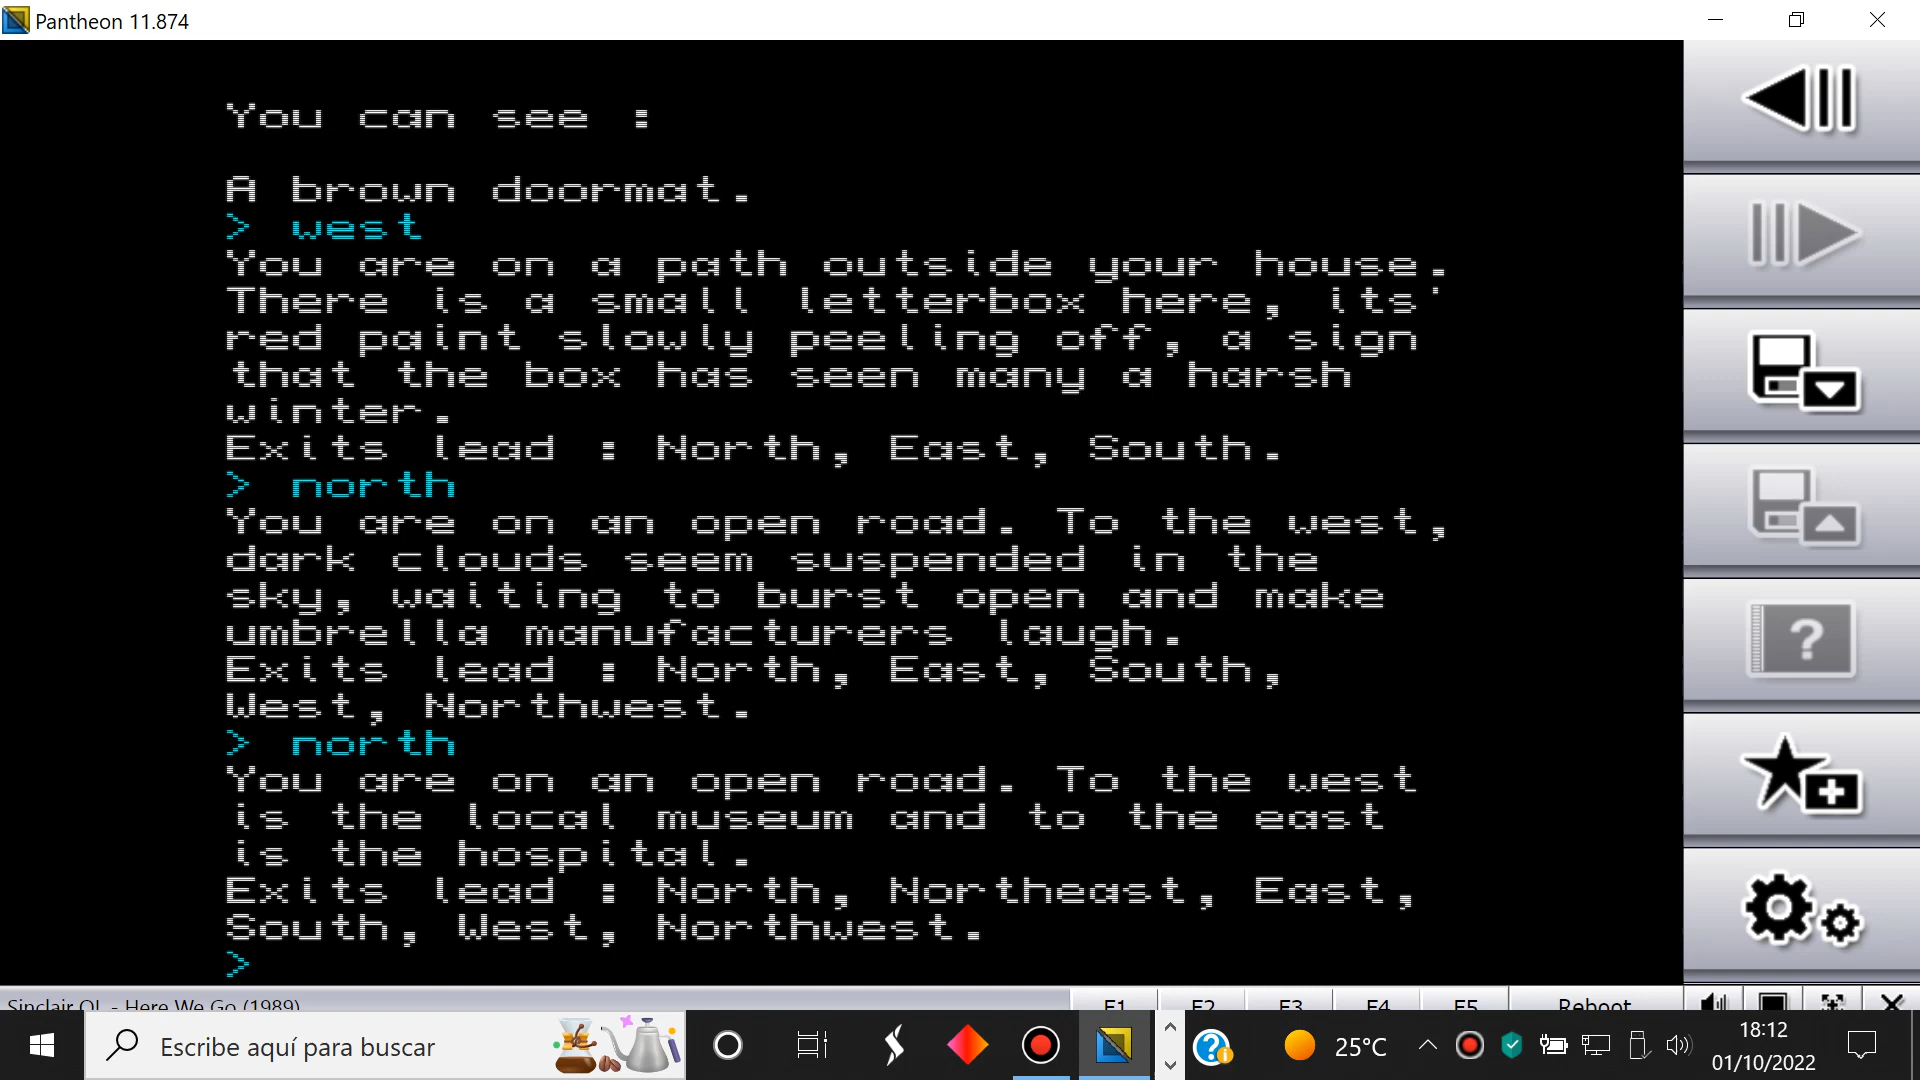 Pantheon 11.874
You can see :
A brown doormat.
> west
You are on a path outside your house.
There is a small letterbox here, its'
red paint slowly peeling off, a sign
that the box has seen many a harsh
winter.
Exits lead : North, East, South.
> north
You are on an open road. To the west,
dark clouds seem suspended in the
sky, waiting to burst open and make
umbrella manufacturers laugh.
Exits lead : North, East, South,
West, Northwest.
> north
You are on an open road. To the west
is the local museum and to the east
is the hospital.
Exits lead : North, Northeast, East,
South, West, Northwest.
>
Sinclair QL - Here We Go (1989)
F1 F2 F3 F4 F5 Reboot
Escribe aquí para buscar
25°C
18:12
01/10/2022